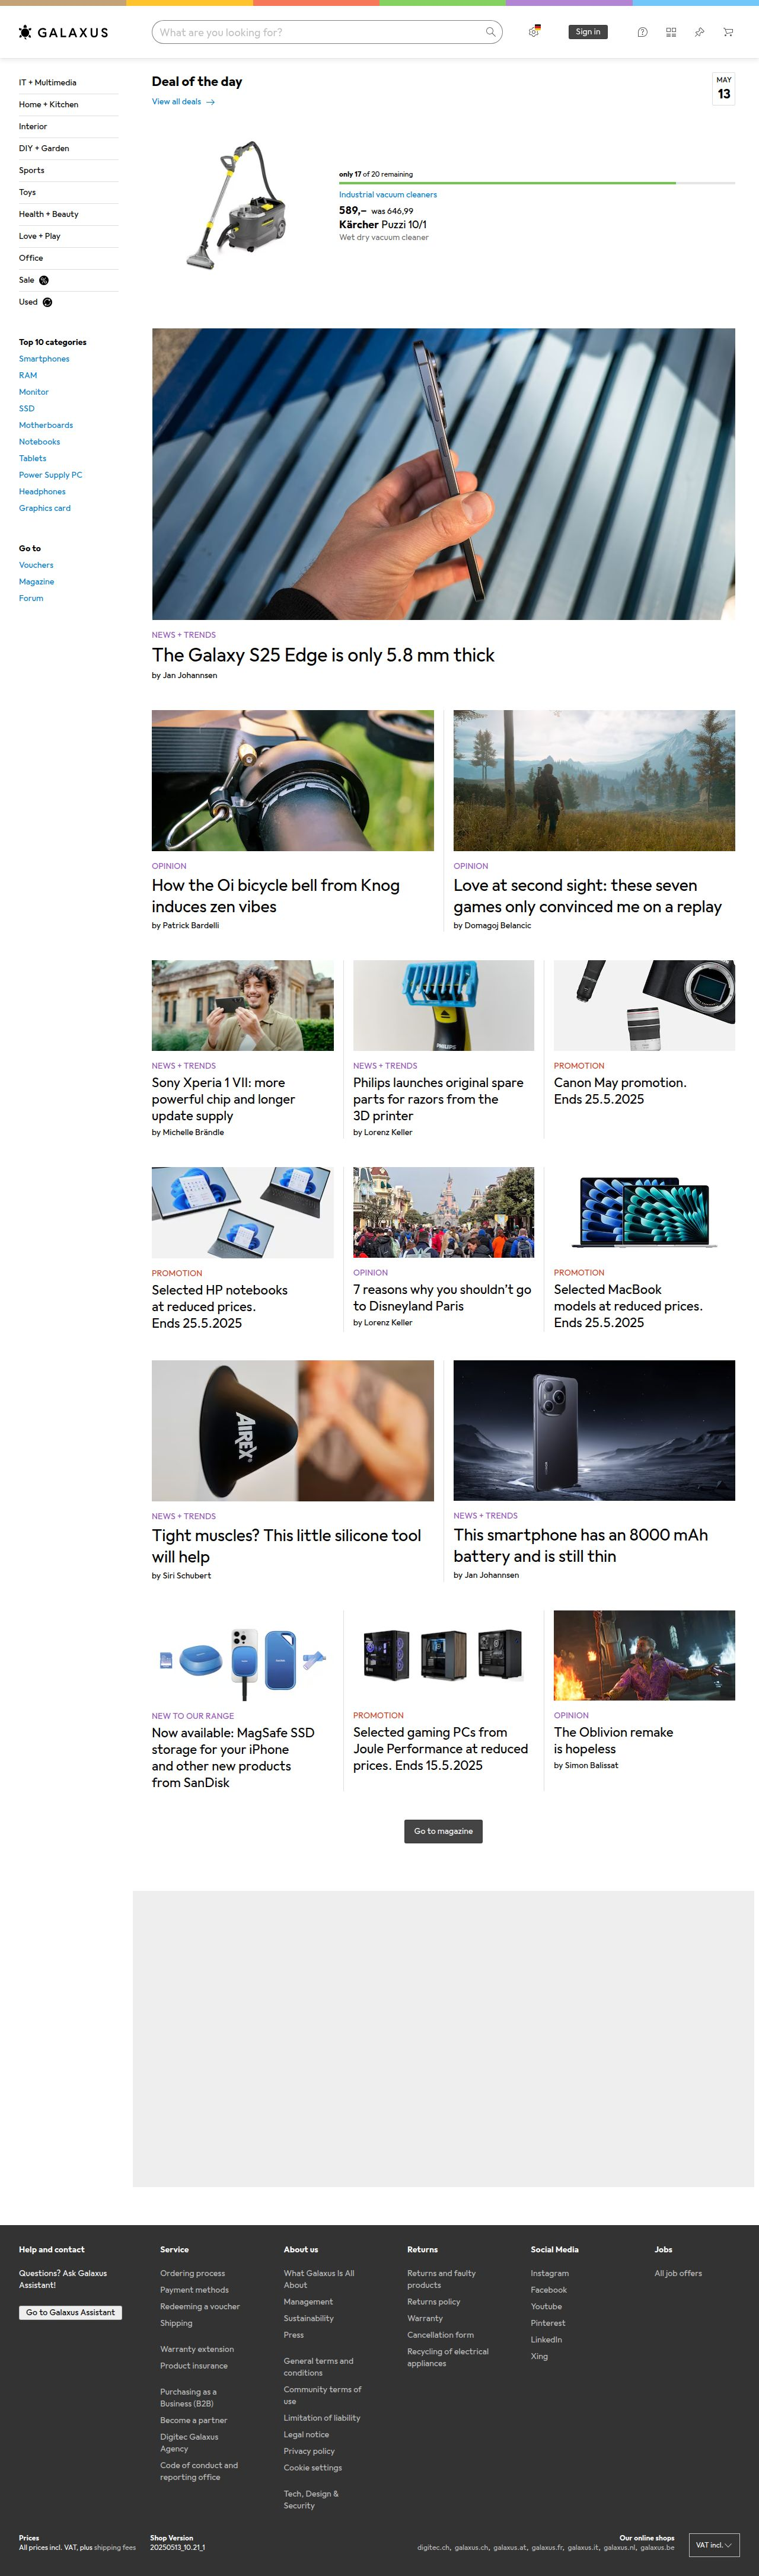 GALAXUS
What are you looking for?
Sign in
IT + Multimedia
Home + Kitchen
Interior
DIY + Garden
Sports
Toys
Health + Beauty
Love + Play
Office
Sale
Used
Top 10 categories
Smartphones
RAM
Monitor
SSD
Motherboards
Notebooks
Tablets
Power Supply PC
Headphones
Graphics card
Go to
Vouchers
Magazine
Forum
Deal of the day
View all deals
MAY
13
only 17 of 20 remaining
Industrial vacuum cleaners
589,– was 646,99
Kärcher Puzzi 10/1
Wet dry vacuum cleaner
NEWS + TRENDS
The Galaxy S25 Edge is only 5.8 mm thick
by Jan Johannsen
OPINION
How the Oi bicycle bell from Knog
induces zen vibes
by Patrick Bardelli
OPINION
Love at second sight: these seven
games only convinced me on a replay
by Domagoj Belancic
NEWS + TRENDS
Sony Xperia 1 VII: more
powerful chip and longer
update supply
by Michelle Brändle
PHILIPS
NEWS + TRENDS
Philips launches original spare
parts for razors from the
3D printer
by Lorenz Keller
PROMOTION
Canon May promotion.
Ends 25.5.2025
PROMOTION
Selected HP notebooks
at reduced prices.
Ends 25.5.2025
OPINION
7 reasons why you shouldn't go
to Disneyland Paris
by Lorenz Keller
PROMOTION
Selected MacBook
models at reduced prices.
Ends 25.5.2025
AIREX
NEWS + TRENDS
Tight muscles? This little silicone tool
will help
by Siri Schubert
NEWS + TRENDS
This smartphone has an 8000 mAh
battery and is still thin
by Jan Johannsen
NEW TO OUR RANGE
Now available: MagSafe SSD
storage for your iPhone
and other new products
from SanDisk
PROMOTION
Selected gaming PCs from
Joule Performance at reduced
prices. Ends 15.5.2025
OPINION
The Oblivion remake
is hopeless
by Simon Balissat
Go to magazine
Help and contact
Questions? Ask Galaxus
Assistant!
Go to Galaxus Assistant
Service
Ordering process
Payment methods
Redeeming a voucher
Shipping
Warranty extension
Product insurance
Purchasing as a
Business (B2B)
Become a partner
Digitec Galaxus
Agency
Code of conduct and
reporting office
About us
What Galaxus Is All
About
Management
Sustainability
Press
General terms and
conditions
Community terms of
use
Limitation of liability
Legal notice
Privacy policy
Cookie settings
Tech, Design &
Security
Returns
Returns and faulty
products
Returns policy
Warranty
Cancellation form
Recycling of electrical
appliances
Social Media
Instagram
Facebook
Youtube
Pinterest
LinkedIn
Xing
Jobs
All job offers
Prices
All prices incl. VAT, plus shipping fees
Shop Version
20250513_10.21_1
Our online shops
digitec.ch, galaxus.ch, galaxus.at, galaxus.fr, galaxus.it, galaxus.nl, galaxus.be
VAT incl.